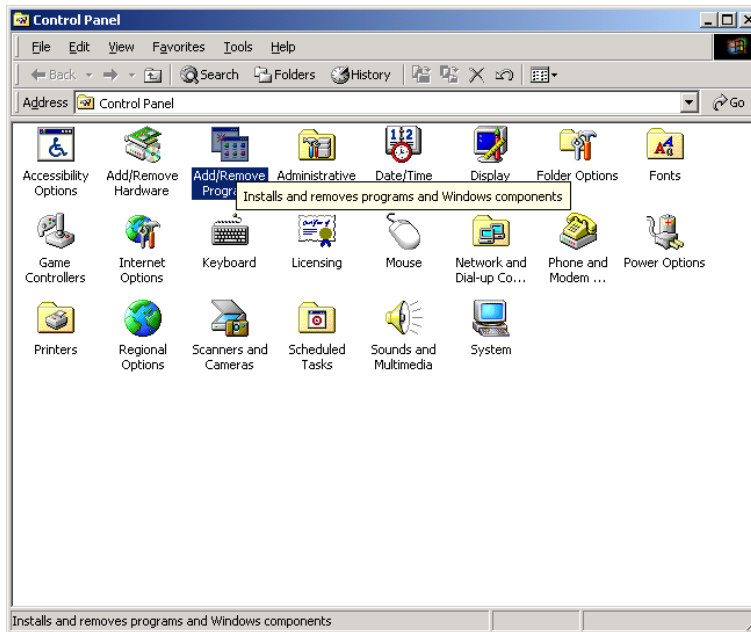 Control Panel
File Edit View Favorites Tools Help
Back Search Folders History
Address Control Panel Go
Accessibility Options
Add/Remove Hardware
Add/Remove
Administrative
Date/Time
Display
Folder Options
Fonts
Installs and removes programs and Windows components
Game Controllers
Internet Options
Keyboard
Licensing
Mouse
Network and Dial-up Co...
Phone and Modem ...
Power Options
Printers
Regional Options
Scanners and Cameras
Scheduled Tasks
Sounds and Multimedia
System
Installs and removes programs and Windows components